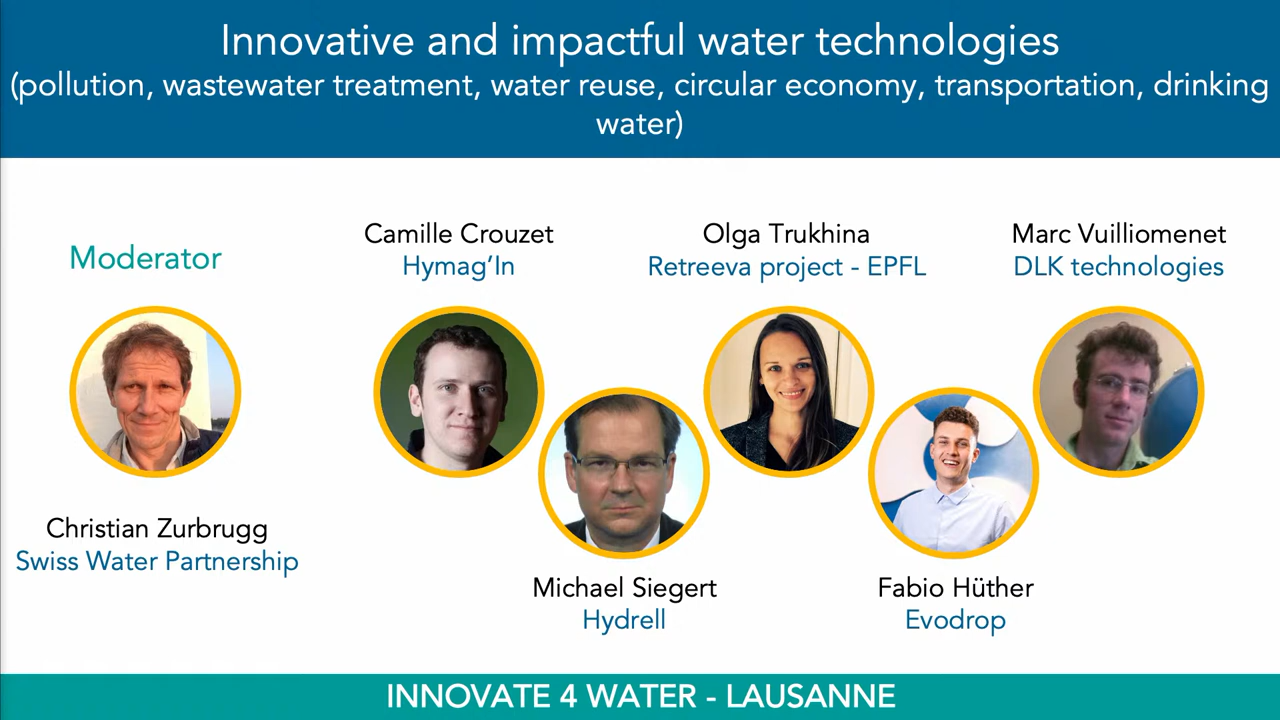 Innovative and impactful water technologies
(pollution, wastewater treatment, water reuse, circular economy, transportation, drinking
water)
Moderator
Christian Zurbrugg
Swiss Water Partnership
Camille Crouzet
Hymag’In
Michael Siegert
Hydrell
Olga Trukhina
Retreeva project - EPFL
Fabio Hüther
Evodrop
Marc Vuilliomenet
DLK technologies
INNOVATE 4 WATER - LAUSANNE